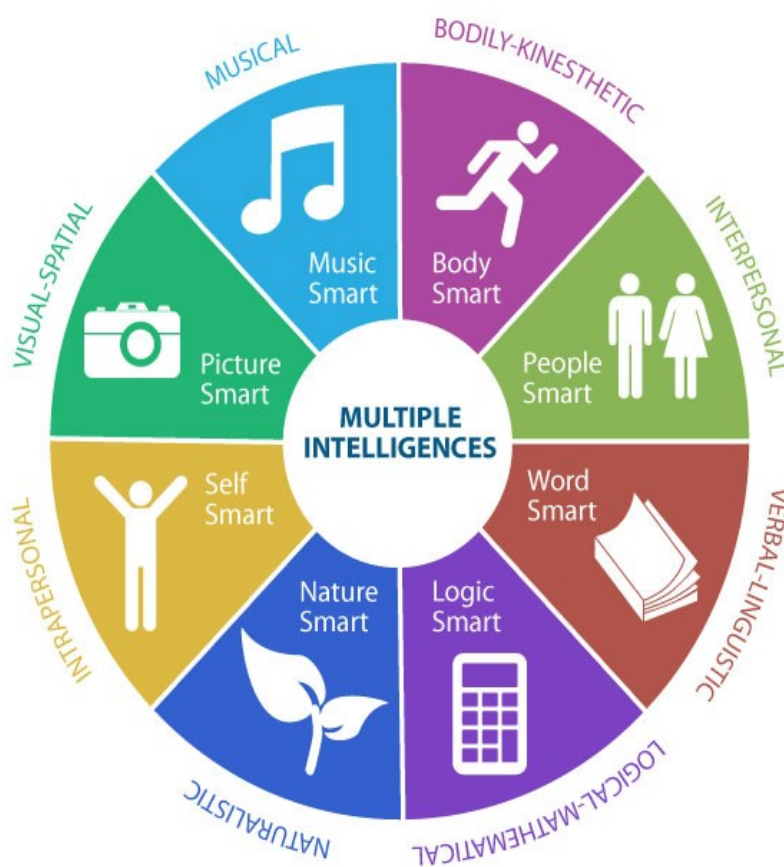 MUSICAL
BODILY-KINESTHETIC
VISUAL-SPATIAL
INTERPERSONAL
Music
Smart
Body
Smart
Picture
Smart
People
Smart
MULTIPLE
INTELLIGENCES
Self
Smart
Word
Smart
Nature
Smart
Logic
Smart
INTRAPERSONAL
VERBAL-LINGUISTIC
NATURALISTIC
LOGICAL-MATHEMATICAL